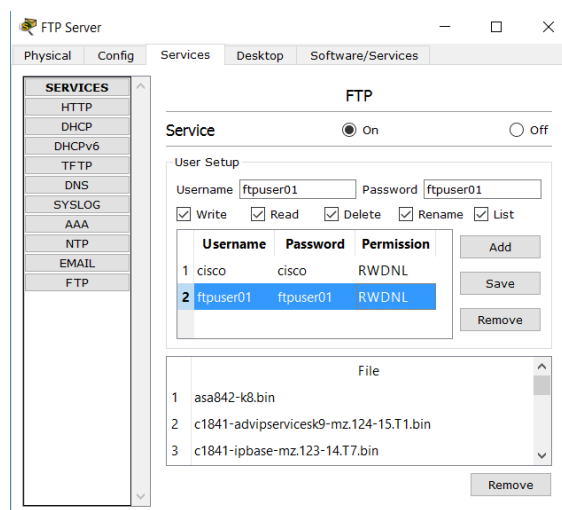 FTP Server
Physical Config Services Desktop Software/Services
SERVICES
HTTP
DHCP
DHCPv6
TFTP
DNS
SYSLOG
AAA
NTP
EMAIL
FTP
FTP
Service On Off
User Setup
Username ftpuser01 Password ftpuser01
Write Read Delete Rename List
Username Password Permission
1 cisco cisco RWDNL
2 ftpuser01 ftpuser01 RWDNL
Add
Save
Remove
File
1 asa842-k8.bin
2 c1841-advipservicesk9-mz.124-15.T1.bin
3 c1841-ipbase-mz.123-14.T7.bin
Remove